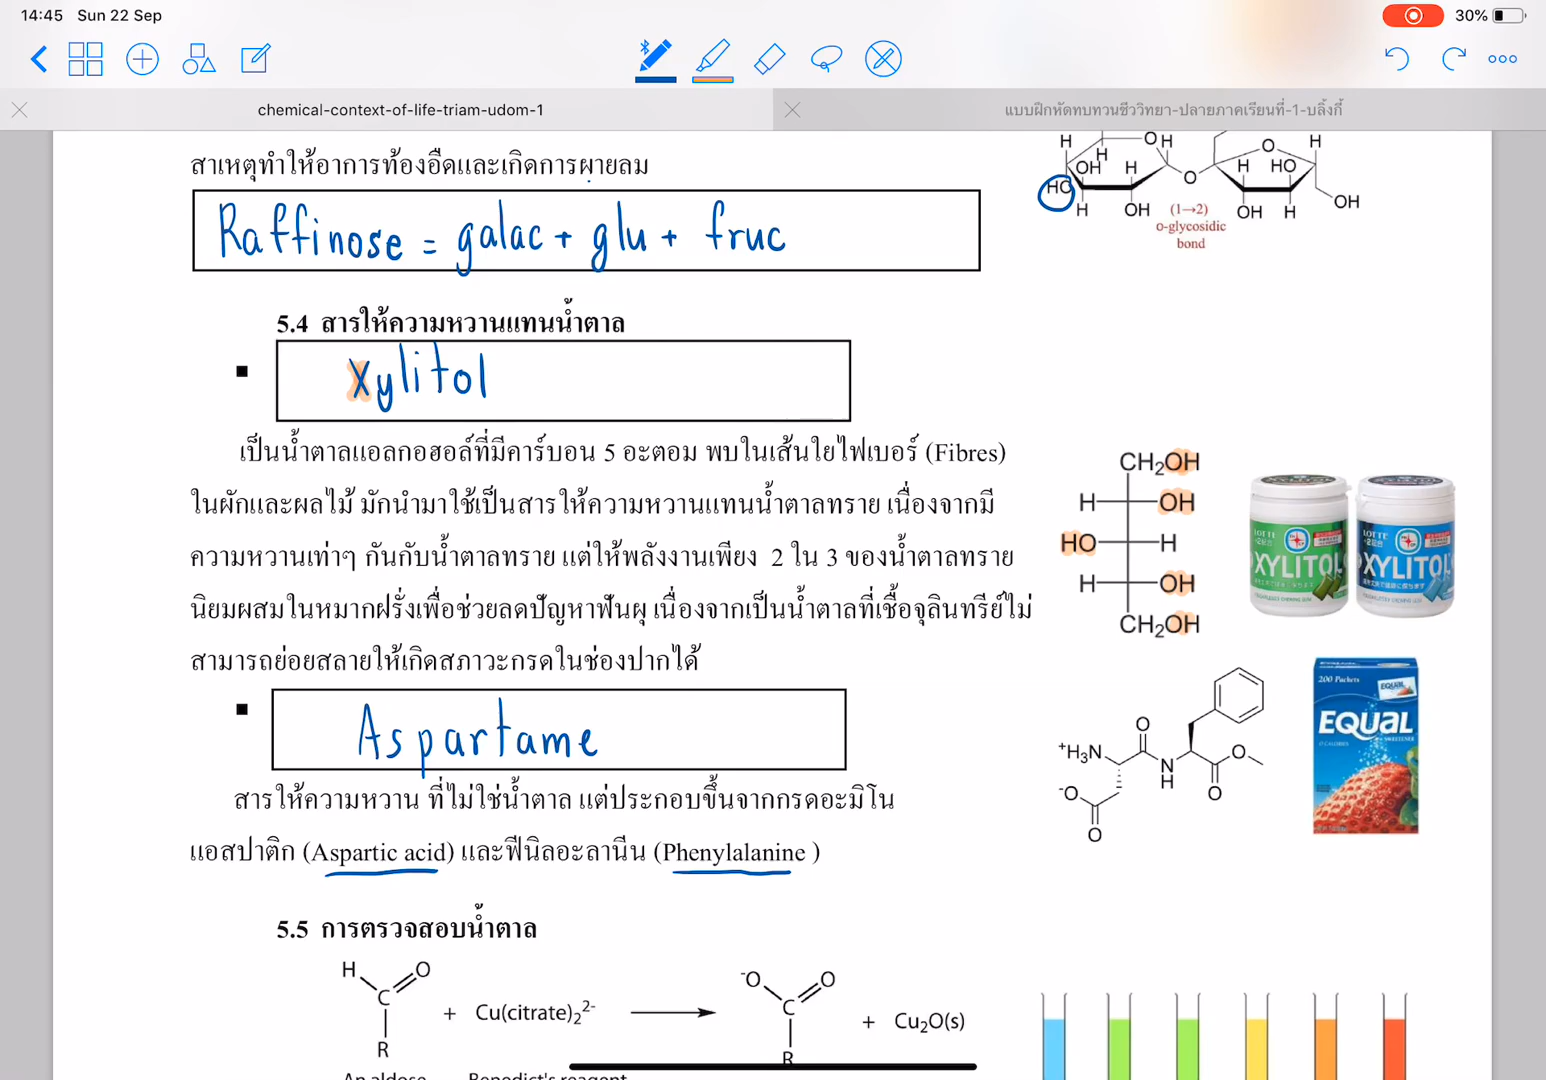 14:45 Sun 22 Sep
30%
chemical-context-of-life-triam-udom-1
แบบฝึกหัดทบทวนชีววิทยา-ปลายภาคเรียนที่-1-บลิ้งกี้
สาเหตุทำให้อาการท้องอืดและเกิดการผายลม
Raffinose = galac + glu + fruc
H OH H
H OH H O H HO
HO OH
H OH OH H
(1→2)
o-glycosidic
bond
5.4 สารให้ความหวานแทนน้ำตาล
Xylitol
เป็นน้ำตาลแอลกอฮอล์ที่มีคาร์บอน 5 อะตอม พบในเส้นใยไฟเบอร์ (Fibres)
ในผักและผลไม้ มักนำมาใช้เป็นสารให้ความหวานแทนน้ำตาลทราย เนื่องจากมี
ความหวานเท่าๆ กันกับน้ำตาลทราย แต่ให้พลังงานเพียง 2 ใน 3 ของน้ำตาลทราย
นิยมผสมในหมากฝรั่งเพื่อช่วยลดปัญหาฟันผุ เนื่องจากเป็นน้ำตาลที่เชื้อจุลินทรีย์ไม่
สามารถย่อยสลายให้เกิดสภาวะกรดในช่องปากได้
CH₂OH
H OH
HO H
H OH
CH₂OH
LOTTE XYLITOL
LOTTE XYLITOL
Aspartame
สารให้ความหวาน ที่ไม่ใช่น้ำตาล แต่ประกอบขึ้นจากกรดอะมิโน
แอสปาติก (Aspartic acid) และฟีนิลอะลานีน (Phenylalanine )
O
⁺H₃N N H O
⁻O O
O
200 Packets
EQUAL
EQUAL
5.5 การตรวจสอบน้ำตาล
H O C R + Cu(citrate)₂²⁻ ⟶ ⁻O O C R + Cu₂O(s)
An aldose Benedict's reagent